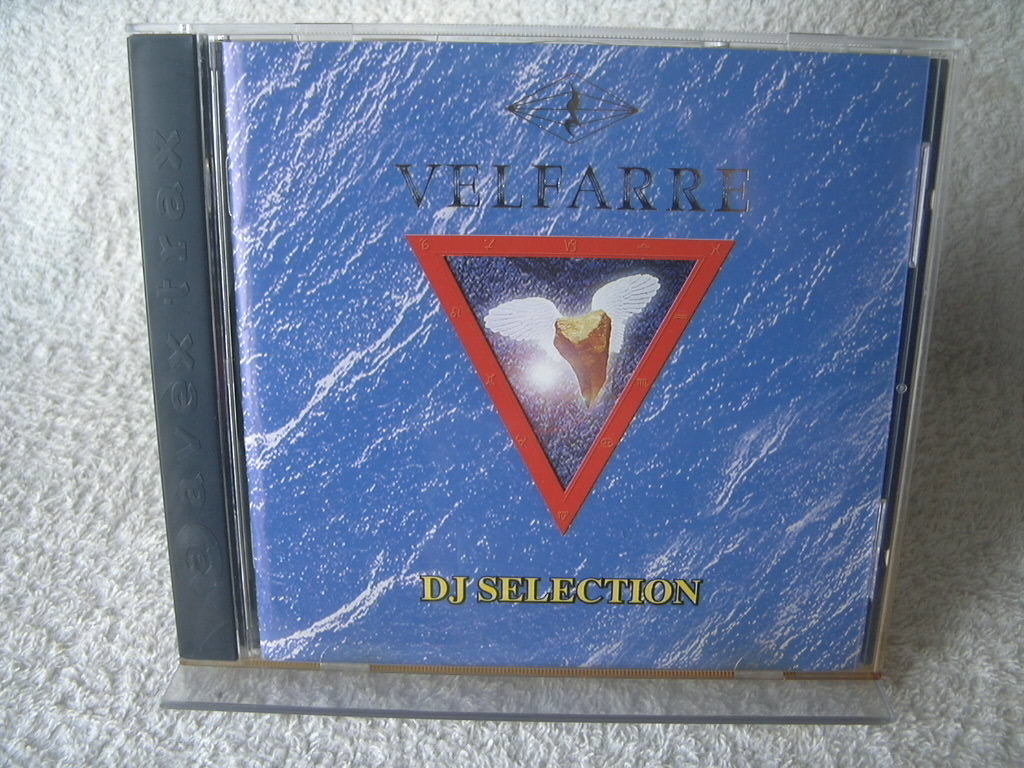 VELFARRE
DJ SELECTION
avex trax